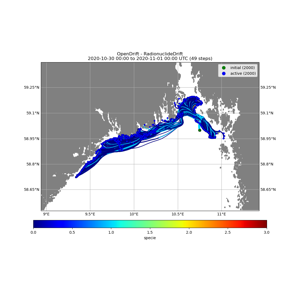 OpenDrift - RadionuclideDrift
2020-10-30 00:00 to 2020-11-01 00:00 UTC (49 steps)
initial (2000)
active (2000)
59.25°N
59.25°N
59.1°N
59.1°N
58.95°N
58.95°N
58.8°N
58.8°N
58.65°N
58.65°N
9°E
9.5°E
10°E
10.5°E
11°E
0.0
0.5
1.0
1.5
2.0
2.5
3.0
specie